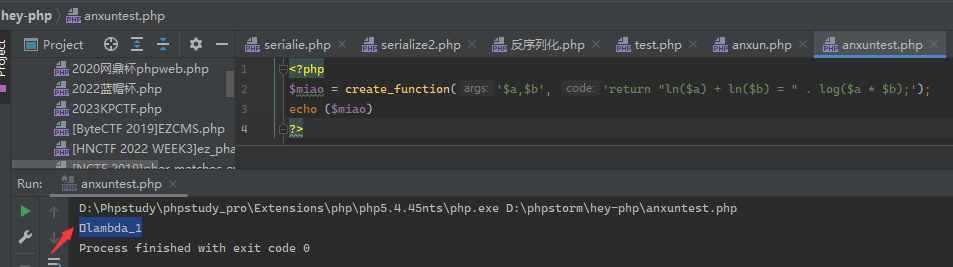 hey-php anxuntest.php
Project
Project
serialie.php
serialize2.php
反序列化.php
test.php
anxun.php
anxuntest.php
2020网鼎杯phpweb.php
2022蓝帽杯.php
2023KPCTF.php
[ByteCTF 2019]EZCMS.php
[HNCTF 2022 WEEK3]ez_pha
[NCTF 2019]phar matches ev
1 <?php
2 $miao = create_function( args: '$a,$b', code: 'return "ln($a) + ln($b) = " . log($a * $b);');
3 echo ($miao)
4 ?>
Run: anxuntest.php
D:\Phpstudy\phpstudy_pro\Extensions\php\php5.4.45nts\php.exe D:\phpstorm\hey-php\anxuntest.php
lambda_1
Process finished with exit code 0